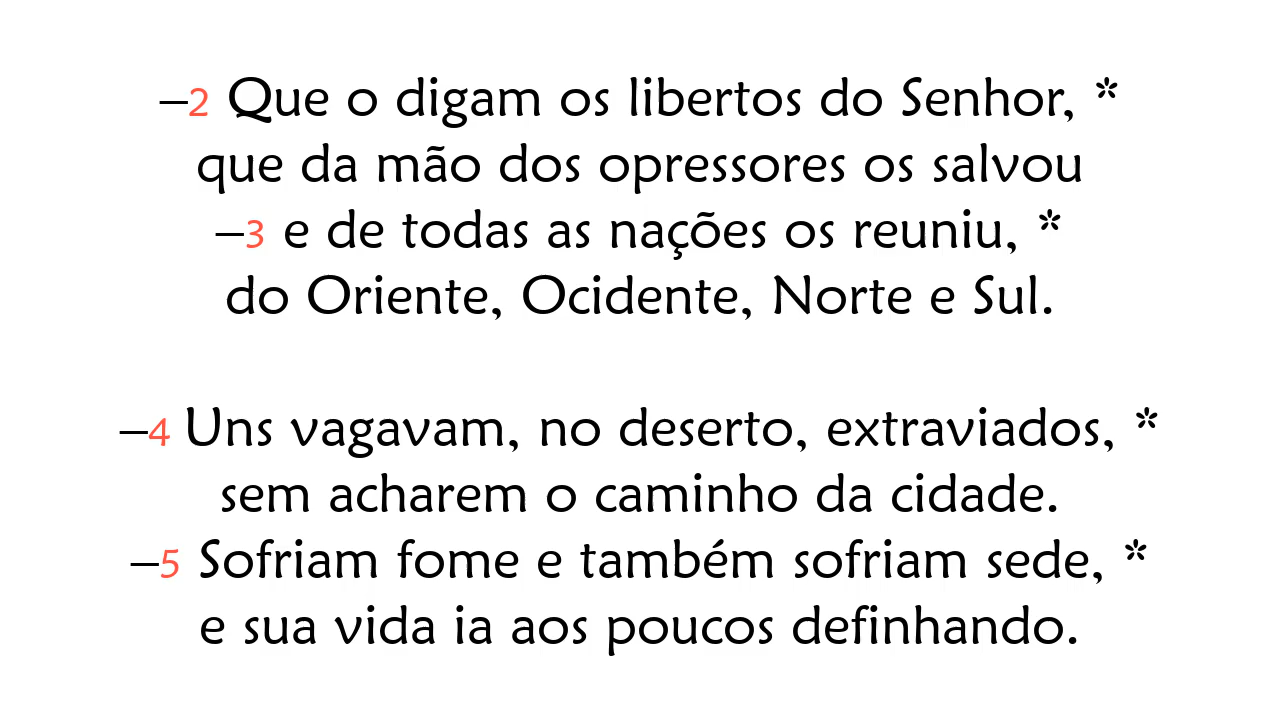 –2 Que o digam os libertos do Senhor, *
que da mão dos opressores os salvou
–3 e de todas as nações os reuniu, *
do Oriente, Ocidente, Norte e Sul.
–4 Uns vagavam, no deserto, extraviados, *
sem acharem o caminho da cidade.
–5 Sofriam fome e também sofriam sede, *
e sua vida ia aos poucos definhando.